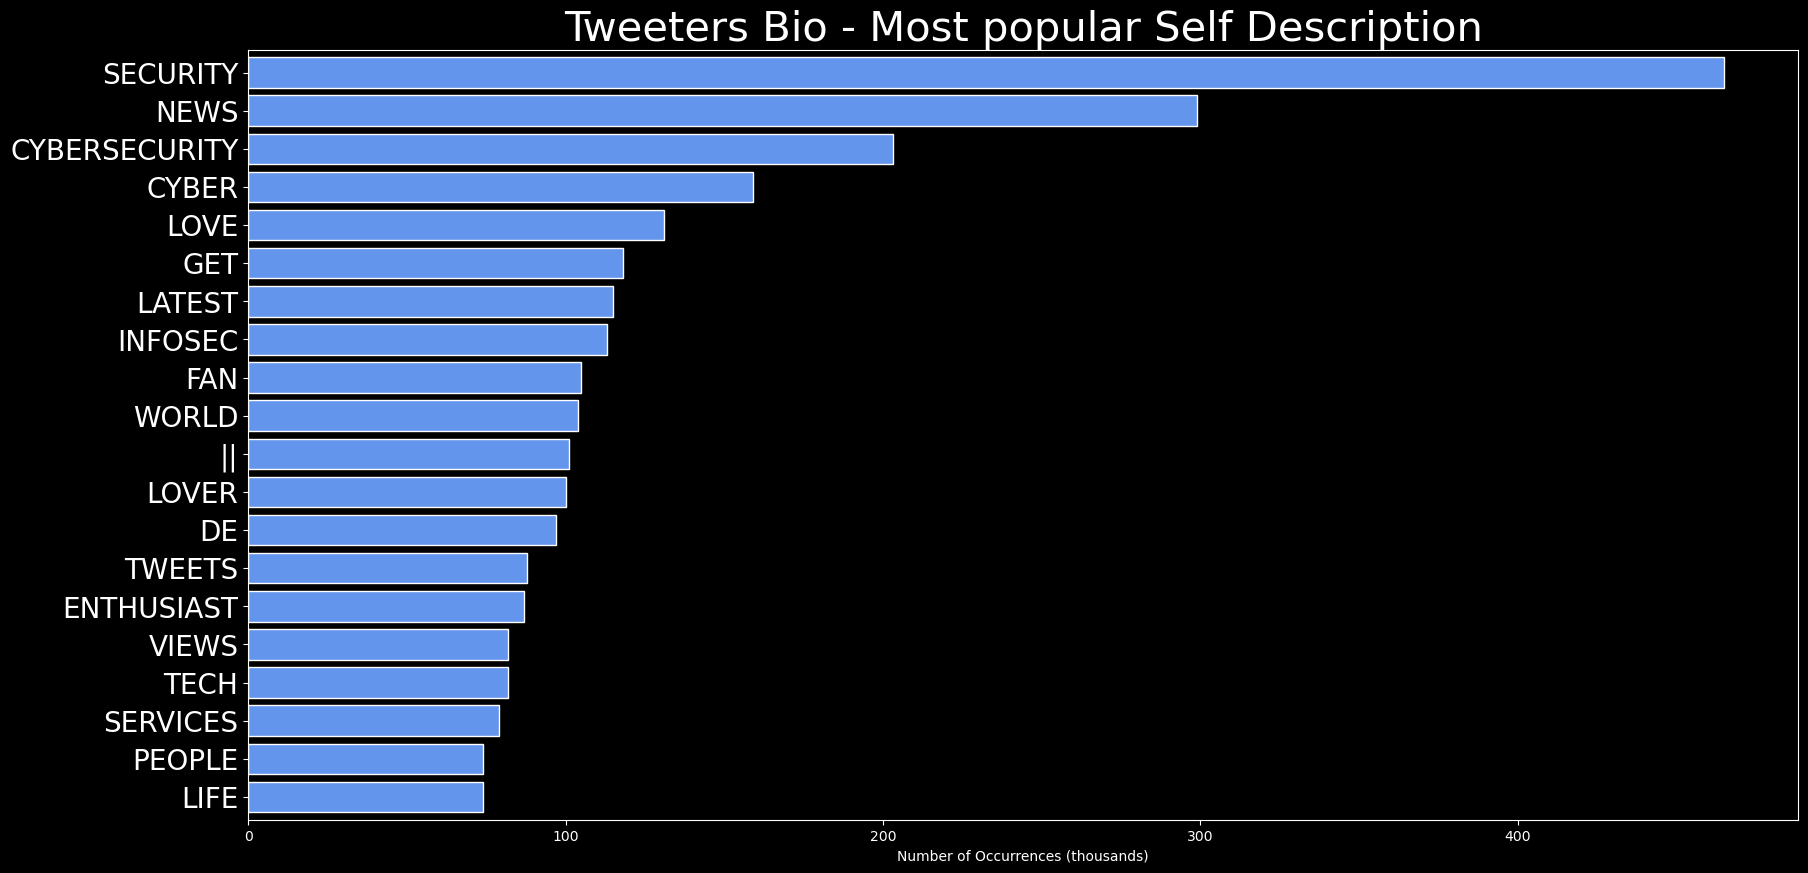 Tweeters Bio - Most popular Self Description
SECURITY
NEWS
CYBERSECURITY
CYBER
LOVE
GET
LATEST
INFOSEC
FAN
WORLD
||
LOVER
DE
TWEETS
ENTHUSIAST
VIEWS
TECH
SERVICES
PEOPLE
LIFE
0 100 200 300 400
Number of Occurrences (thousands)